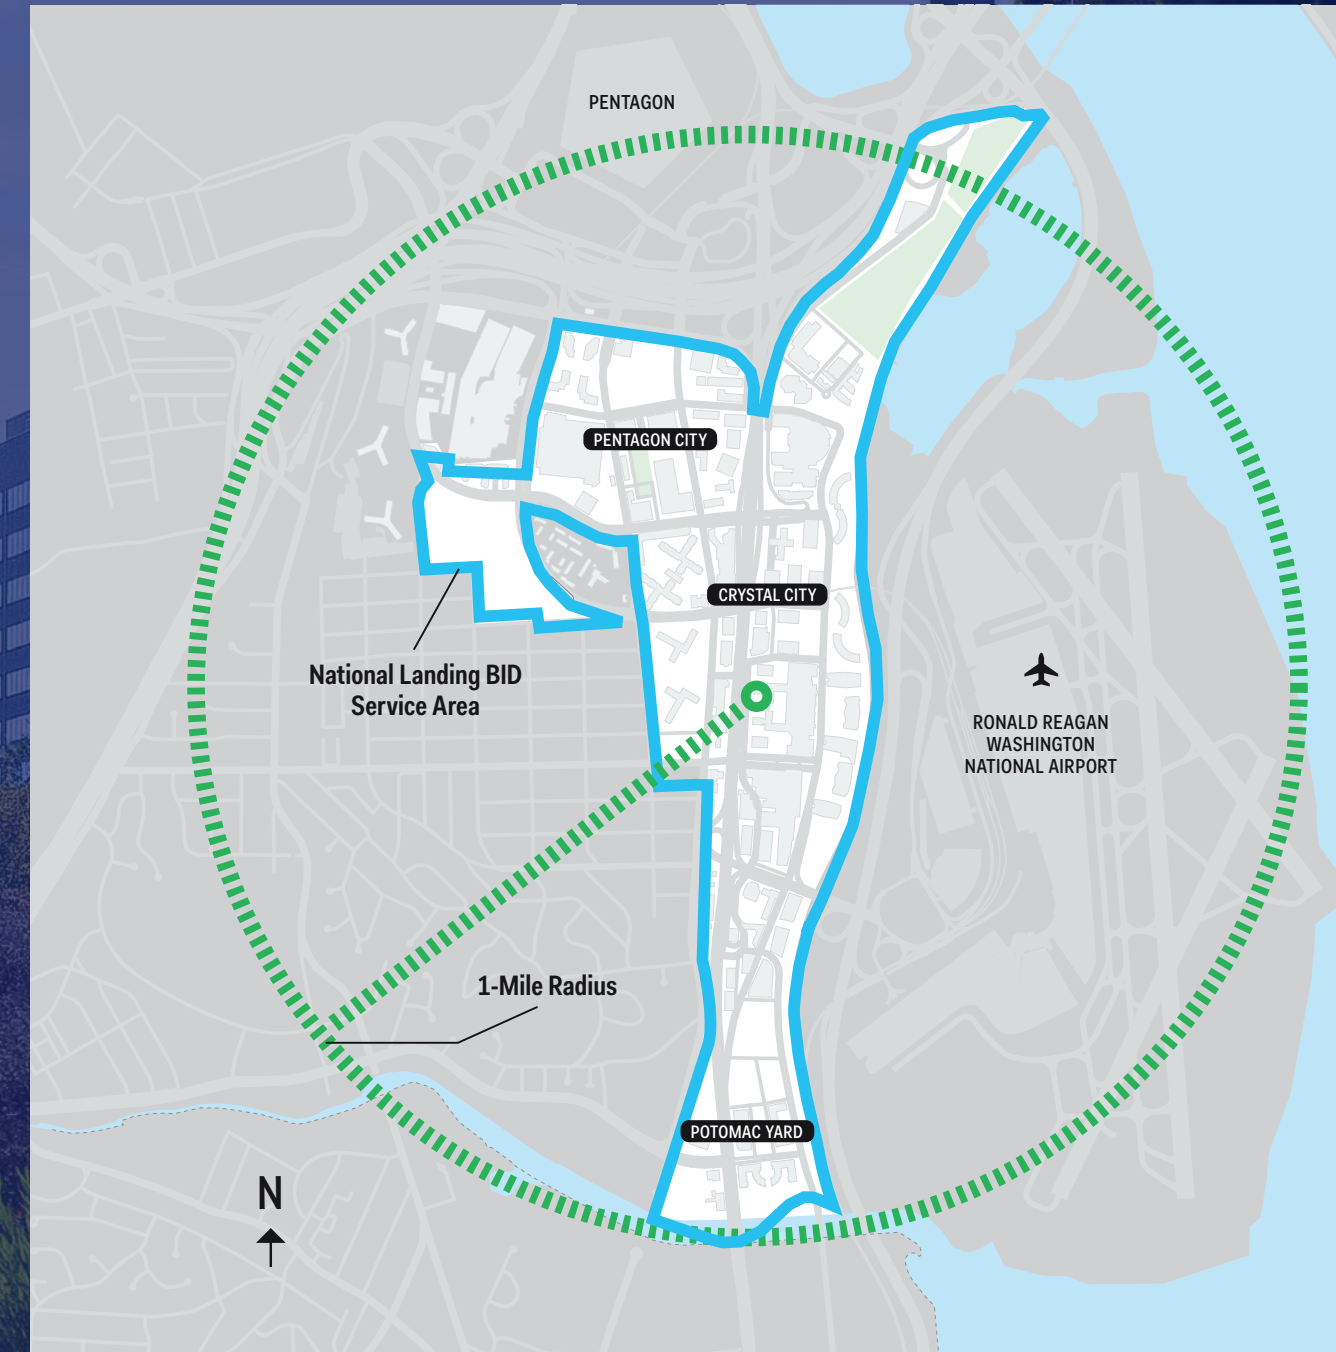 PENTAGON
PENTAGON CITY
CRYSTAL CITY
National Landing BID
Service Area
RONALD REAGAN
WASHINGTON
NATIONAL AIRPORT
1-Mile Radius
POTOMAC YARD
N